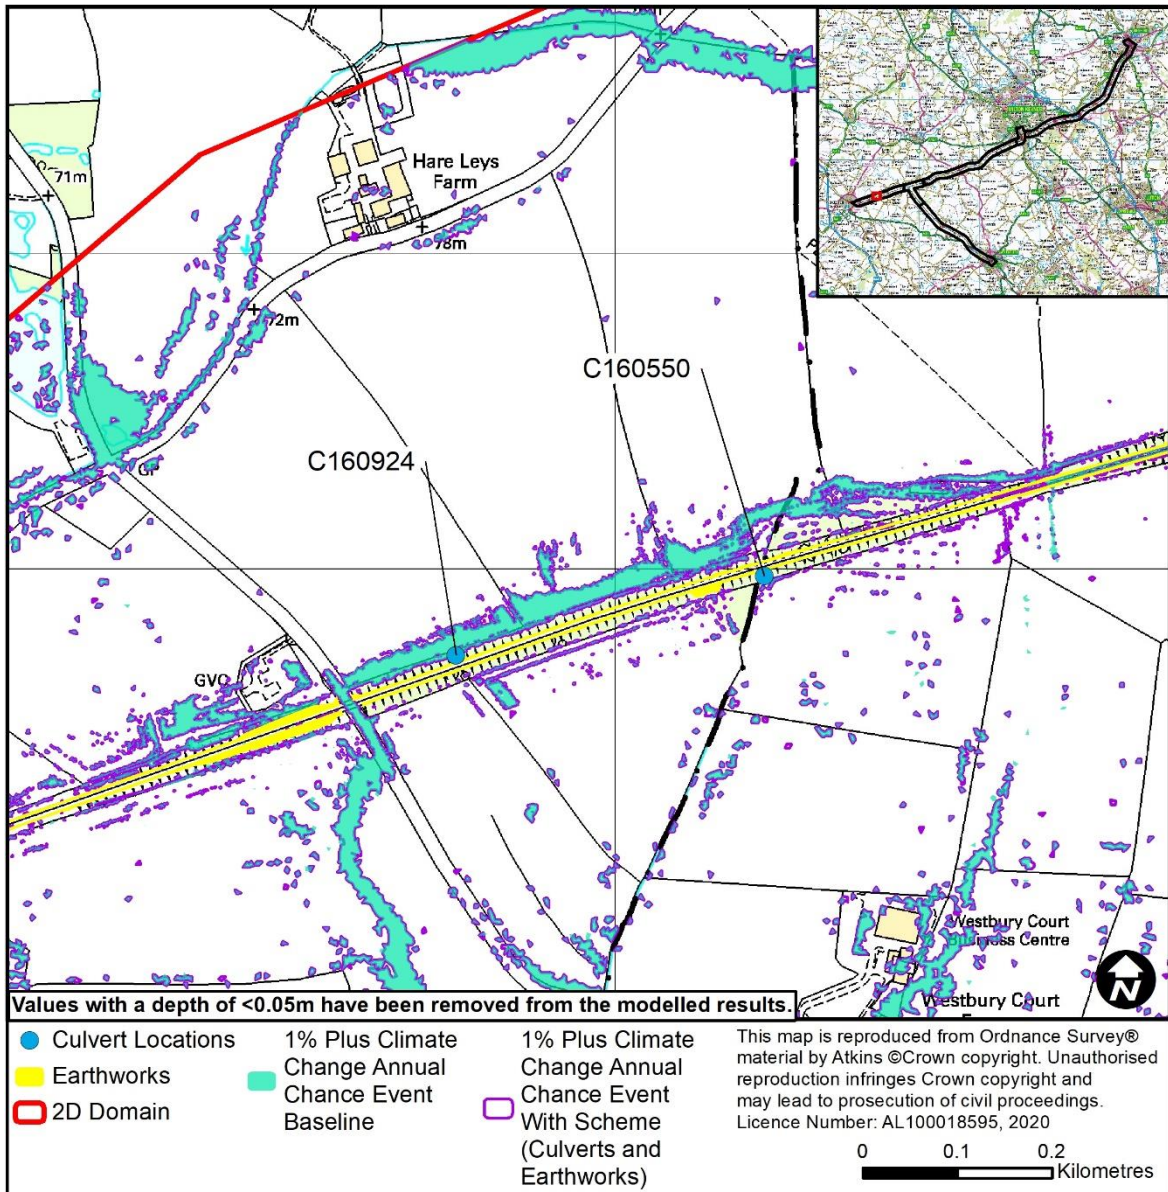 71m
Hare Leys
Farm
78m
72m
C160550
C160924
GP
GVC
Westbury Court
Business Centre
Westbury Court
N
Values with a depth of <0.05m have been removed from the modelled results.
Culvert Locations
Earthworks
2D Domain
1% Plus Climate
Change Annual
Chance Event
Baseline
1% Plus Climate
Change Annual
Chance Event
With Scheme
(Culverts and
Earthworks)
This map is reproduced from Ordnance Survey®
material by Atkins ©Crown copyright. Unauthorised
reproduction infringes Crown copyright and
may lead to prosecution of civil proceedings.
Licence Number: AL100018595, 2020
0 0.1 0.2
Kilometres